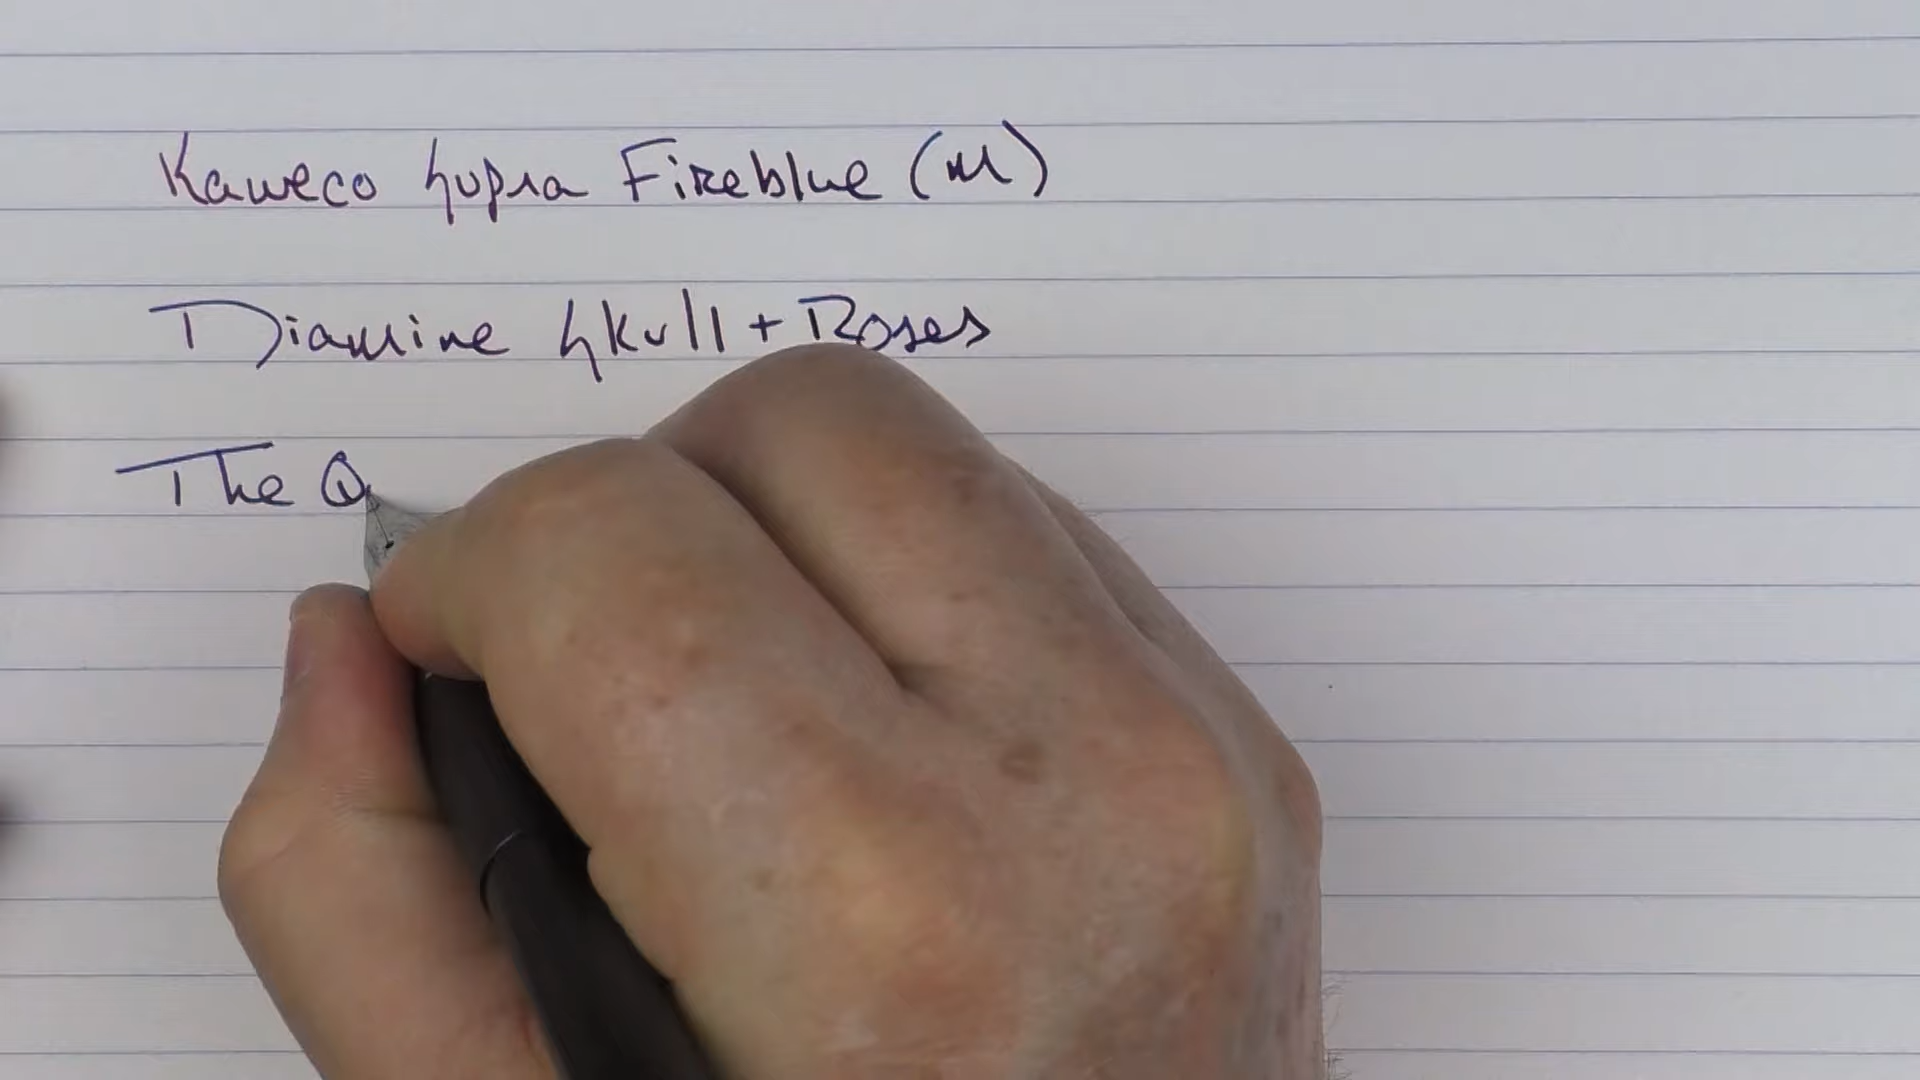 Kaweco Supra Fireblue (M)
Diamine Skull + Roses
The Q